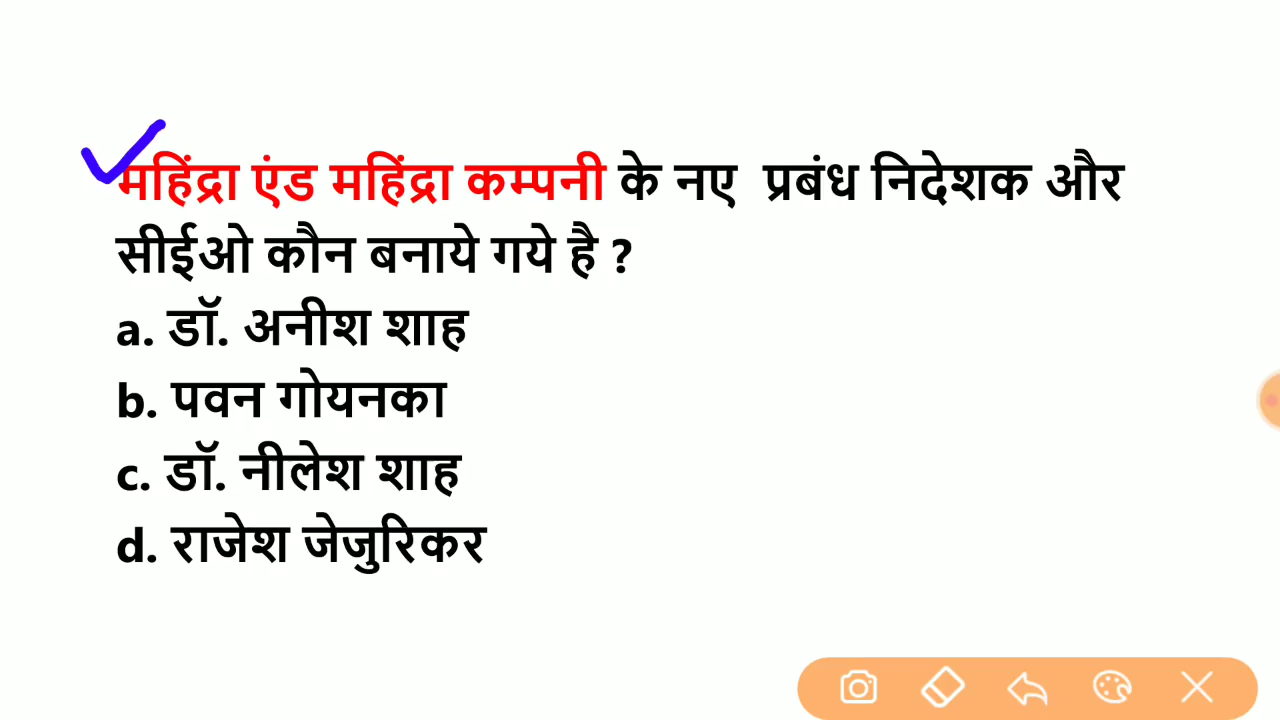 महिंद्रा एंड महिंद्रा कम्पनी के नए प्रबंध निदेशक और
सीईओ कौन बनाये गये है ?
a. डॉ. अनीश शाह
b. पवन गोयनका
c. डॉ. नीलेश शाह
d. राजेश जेजुरिकर